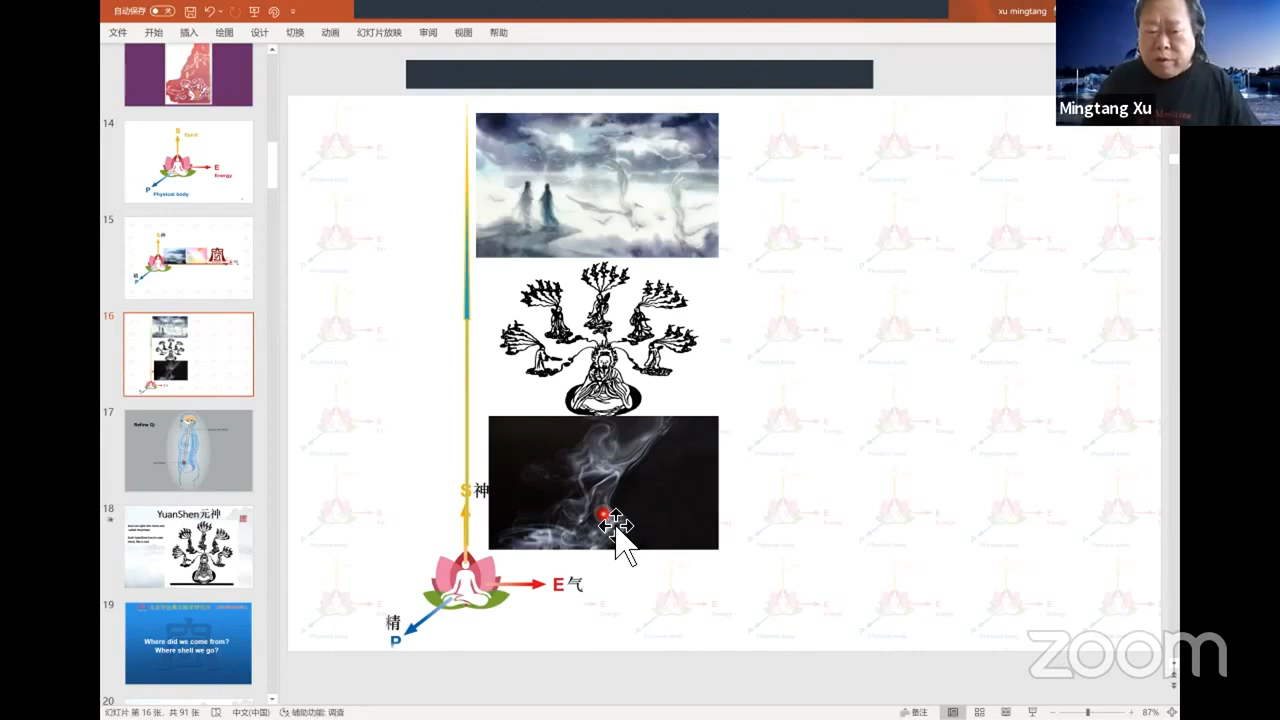 自动保存 关
xu mingtang
文件 开始 插入 绘图 设计 切换 动画 幻灯片放映 审阅 视图 帮助
Mingtang Xu
14
S Spirit
E
Energy
P
Physical body
15
S 神
E 气
精
P
16
17
Refine Qi
18
YuanShen元神
19
Where did we come from?
Where shell we go?
20
S 神
E 气
精
P
zoom
幻灯片 第 16 张，共 91 张 中文(中国) 辅助功能: 调查
备注
87%